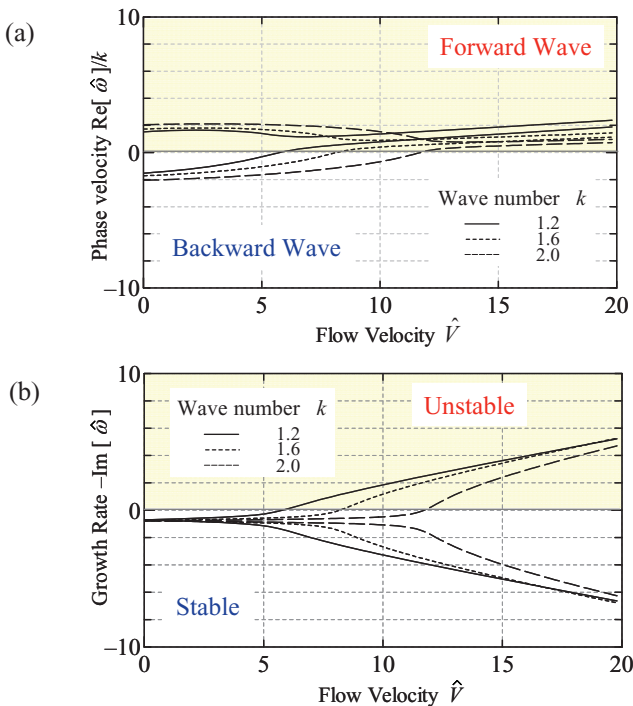 (a)
10
Forward Wave
Phase velocity Re[ ω̂ ]/k
0
Wave number k
1.2
1.6
2.0
Backward Wave
–10
0 5 10 15 20
Flow Velocity V̂
(b)
10
Wave number k
1.2
1.6
2.0
Unstable
Growth Rate –Im [ ω̂ ]
0
Stable
–10
0 5 10 15 20
Flow Velocity V̂